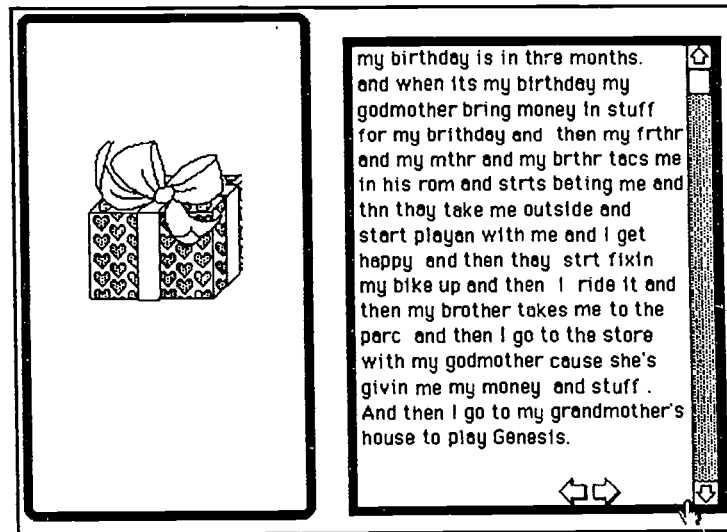 my birthday is in thre months.
and when its my birthday my
godmother bring money in stuff
for my brithday and then my frthr
and my mthr and my brthr tacs me
in his rom and strts beting me and
thn thay take me outside and
start playan with me and i get
happy and then thay strt fixin
my bike up and then i ride it and
then my brother takes me to the
parc and then I go to the store
with my godmother cause she's
givin me my money and stuff .
And then I go to my grandmother's
house to play Genesis.